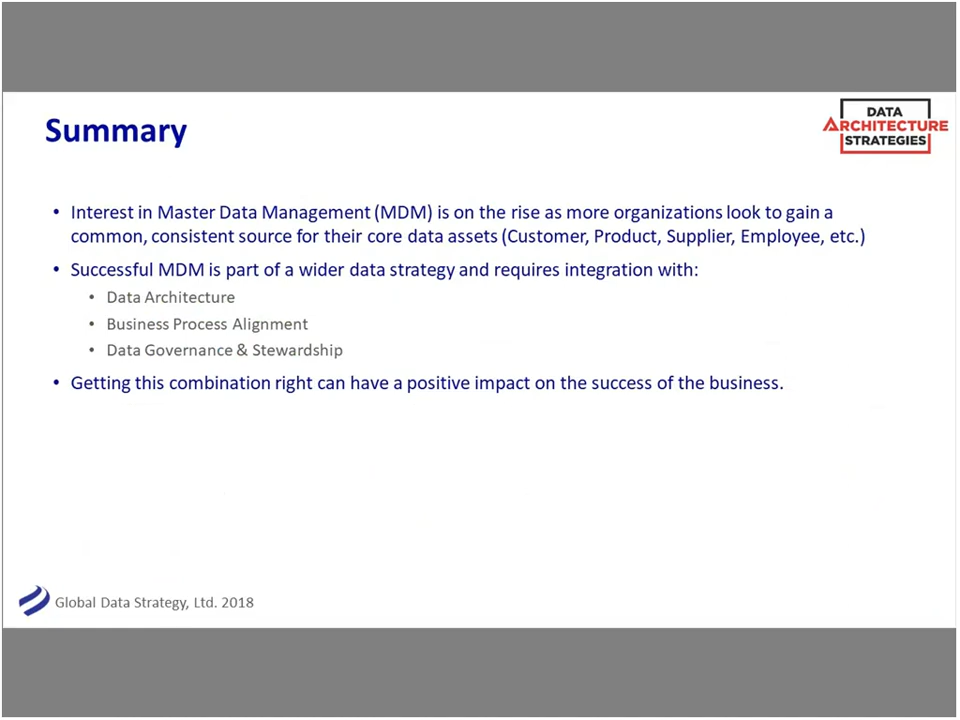 Summary
DATA
ARCHITECTURE
STRATEGIES
• Interest in Master Data Management (MDM) is on the rise as more organizations look to gain a
common, consistent source for their core data assets (Customer, Product, Supplier, Employee, etc.)
• Successful MDM is part of a wider data strategy and requires integration with:
• Data Architecture
• Business Process Alignment
• Data Governance & Stewardship
• Getting this combination right can have a positive impact on the success of the business.
Global Data Strategy, Ltd. 2018